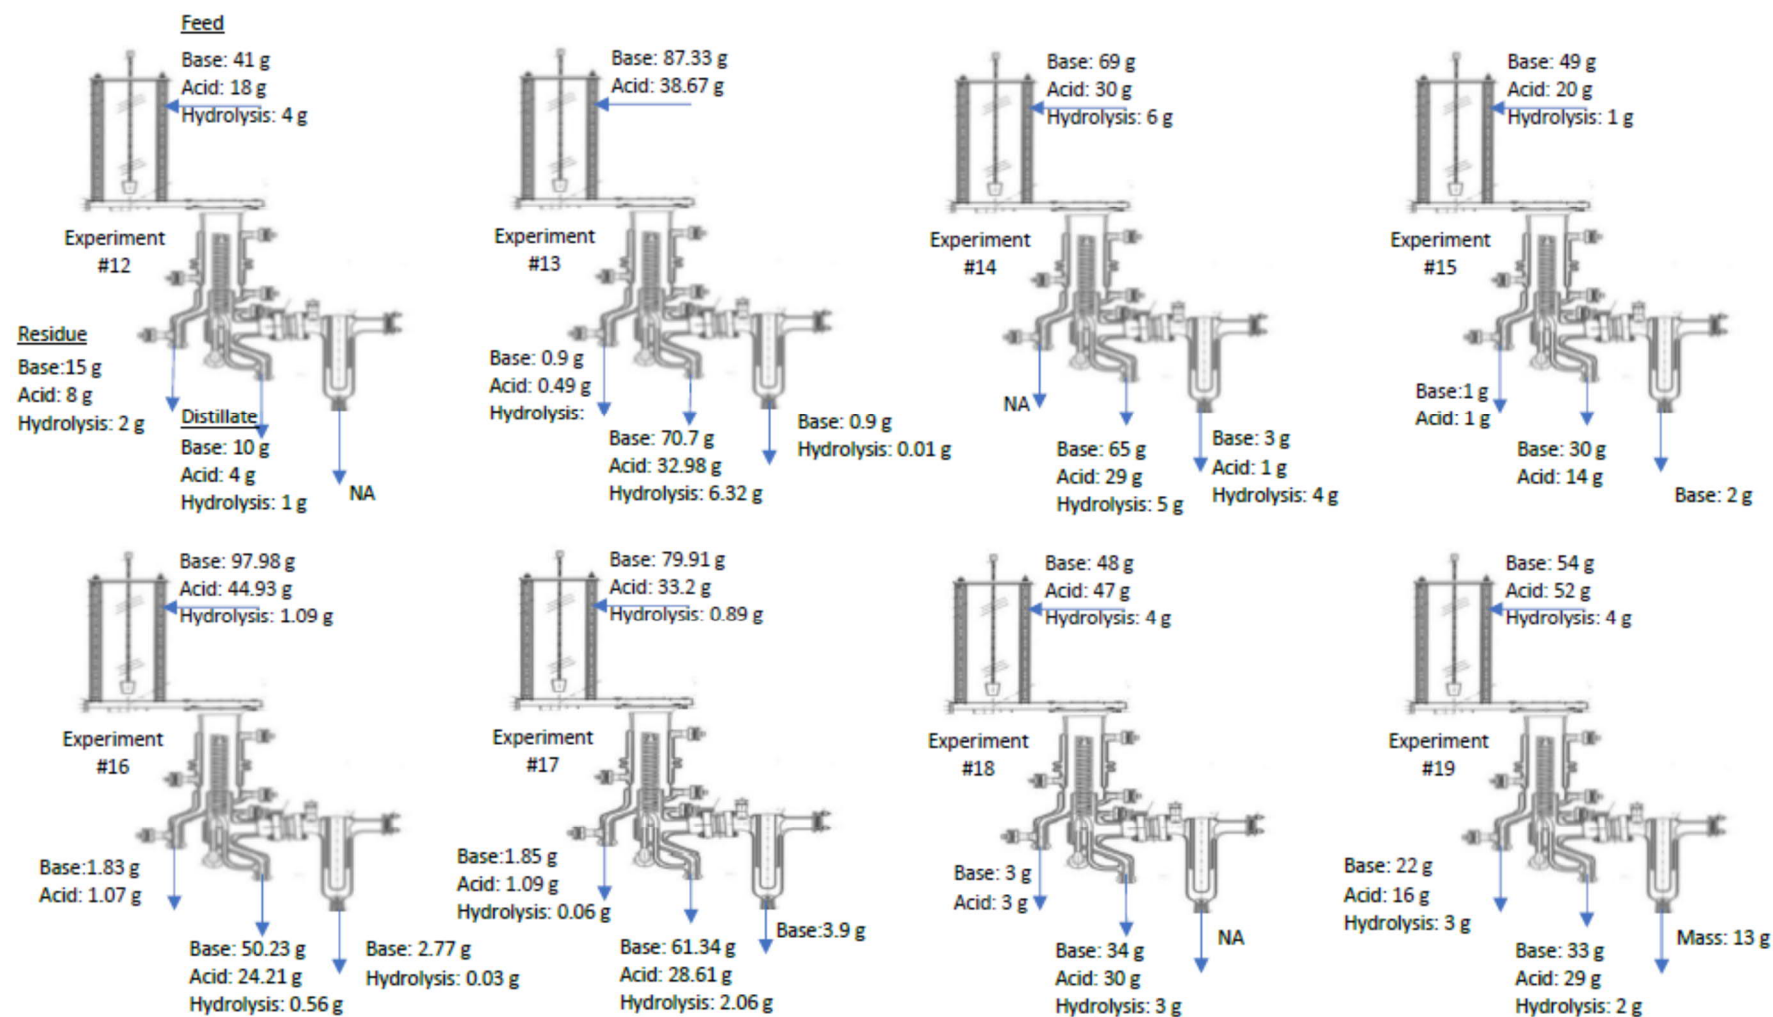 Feed
Base: 41 g
Acid: 18 g
Hydrolysis: 4 g
Experiment
#12
Residue
Base:15 g
Acid: 8 g
Hydrolysis: 2 g
Distillate
Base: 10 g
Acid: 4 g
Hydrolysis: 1 g
NA
Base: 87.33 g
Acid: 38.67 g
Experiment
#13
Base: 0.9 g
Acid: 0.49 g
Hydrolysis:
Base: 70.7 g
Acid: 32.98 g
Hydrolysis: 6.32 g
Base: 0.9 g
Hydrolysis: 0.01 g
Base: 69 g
Acid: 30 g
Hydrolysis: 6 g
Experiment
#14
NA
Base: 65 g
Acid: 29 g
Hydrolysis: 5 g
Base: 3 g
Acid: 1 g
Hydrolysis: 4 g
Base: 49 g
Acid: 20 g
Hydrolysis: 1 g
Experiment
#15
Base:1 g
Acid: 1 g
Base: 30 g
Acid: 14 g
Base: 2 g
Base: 97.98 g
Acid: 44.93 g
Hydrolysis: 1.09 g
Experiment
#16
Base:1.83 g
Acid: 1.07 g
Base: 50.23 g
Acid: 24.21 g
Hydrolysis: 0.56 g
Base: 2.77 g
Hydrolysis: 0.03 g
Base: 79.91 g
Acid: 33.2 g
Hydrolysis: 0.89 g
Experiment
#17
Base:1.85 g
Acid: 1.09 g
Hydrolysis: 0.06 g
Base: 61.34 g
Acid: 28.61 g
Hydrolysis: 2.06 g
Base:3.9 g
Base: 48 g
Acid: 47 g
Hydrolysis: 4 g
Experiment
#18
Base: 3 g
Acid: 3 g
Base: 34 g
Acid: 30 g
Hydrolysis: 3 g
NA
Base: 54 g
Acid: 52 g
Hydrolysis: 4 g
Experiment
#19
Base: 22 g
Acid: 16 g
Hydrolysis: 3 g
Base: 33 g
Acid: 29 g
Hydrolysis: 2 g
Mass: 13 g